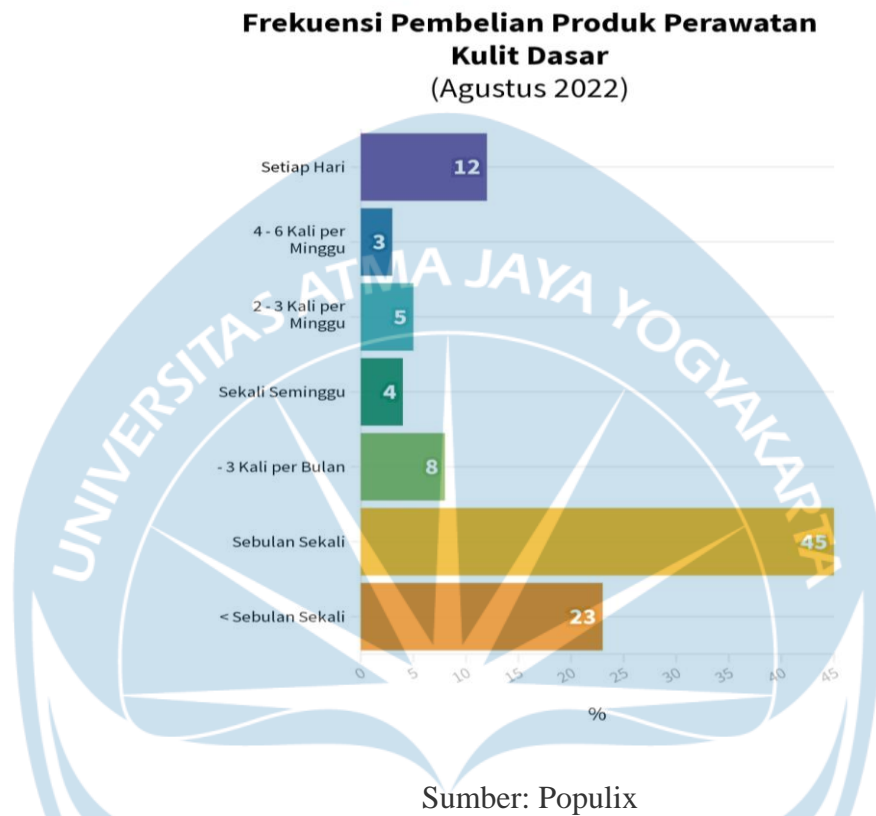 Frekuensi Pembelian Produk Perawatan
Kulit Dasar
(Agustus 2022)
UNIVERSITAS ATMA JAYA YOGYAKARTA
Setiap Hari
12
4 - 6 Kali per
Minggu
3
2 - 3 Kali per
Minggu
5
Sekali Seminggu
4
- 3 Kali per Bulan
8
Sebulan Sekali
45
< Sebulan Sekali
23
0 5 10 15 20 25 30 35 40 45
%
Sumber: Populix